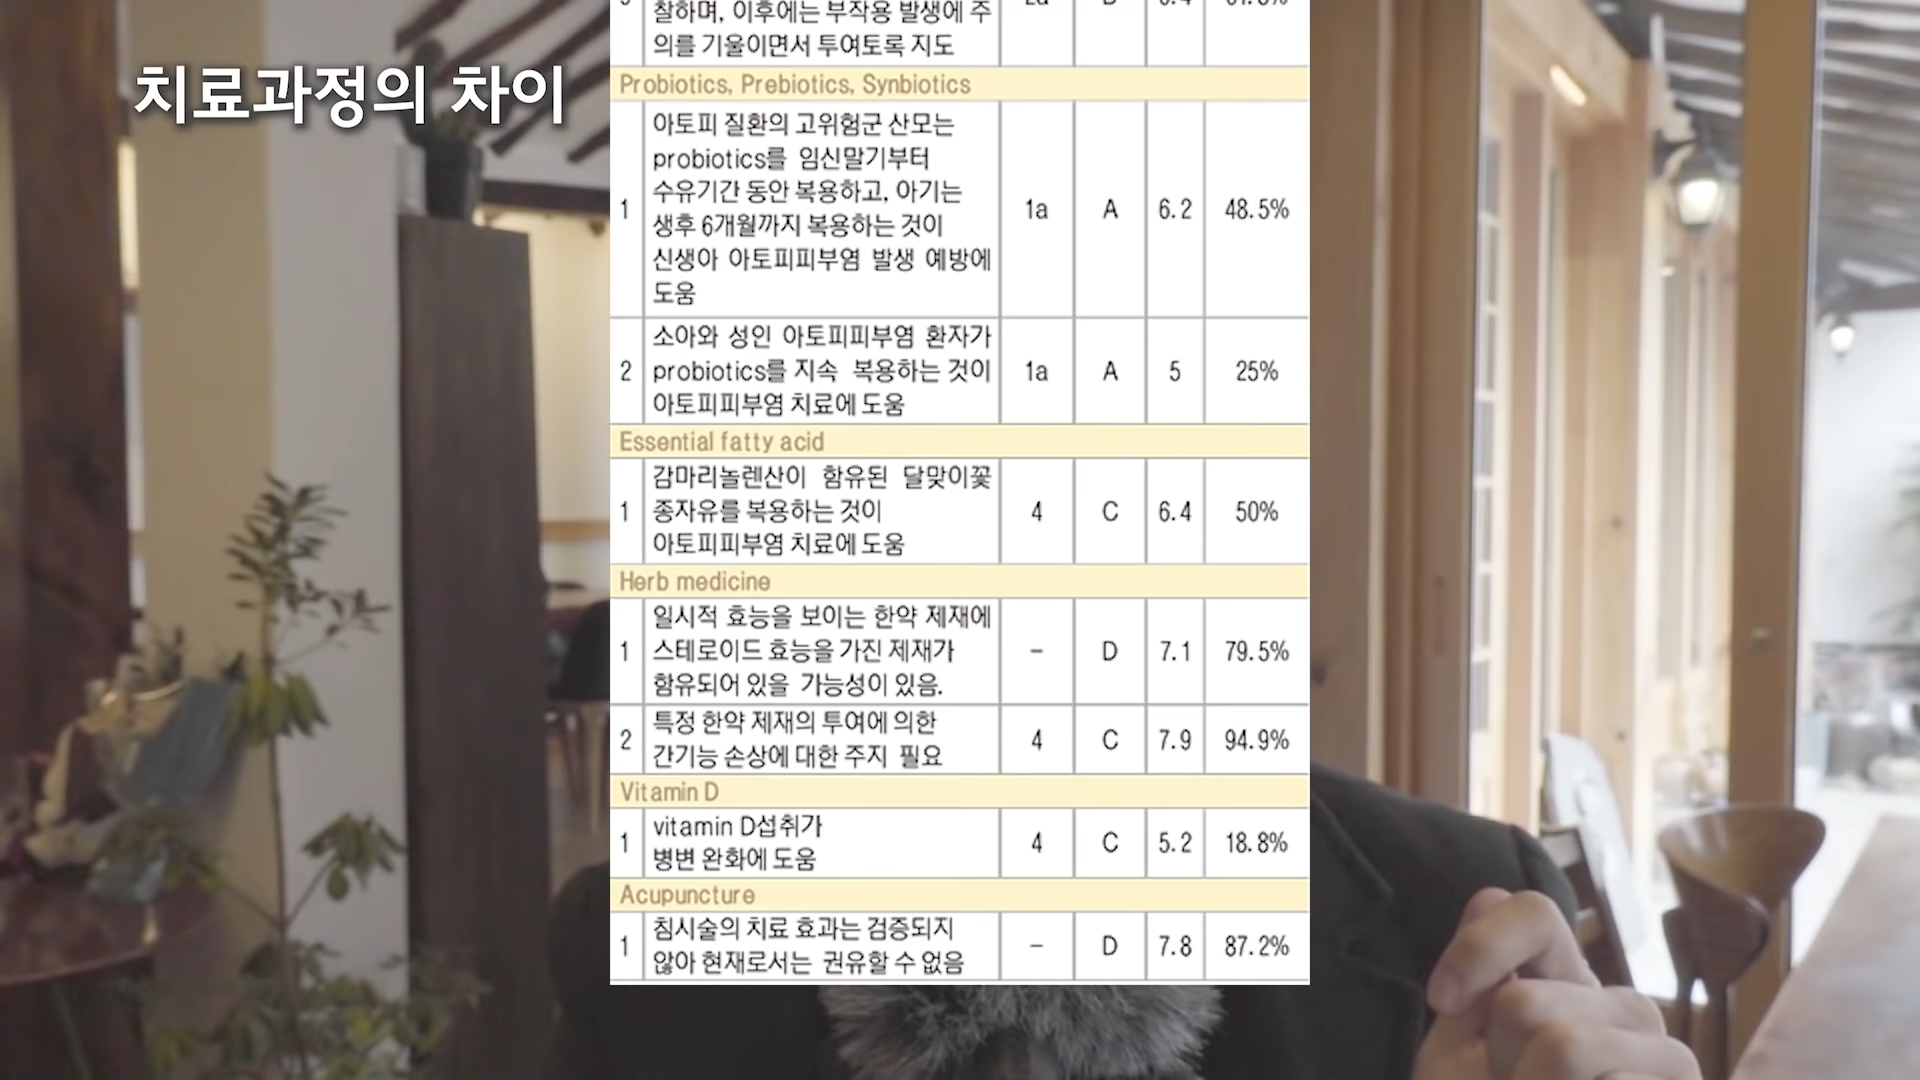 치료과정의 차이
찰하며, 이후에는 부작용 발생에 주
의를 기울이면서 투여토록 지도
Probiotics, Prebiotics, Synbiotics
1
아토피 질환의 고위험군 산모는
probiotics를 임신말기부터
수유기간 동안 복용하고, 아기는
생후 6개월까지 복용하는 것이
신생아 아토피피부염 발생 예방에
도움
1a A 6.2 48.5%
2
소아와 성인 아토피피부염 환자가
probiotics를 지속 복용하는 것이
아토피피부염 치료에 도움
1a A 5 25%
Essential fatty acid
1
감마리놀렌산이 함유된 달맞이꽃
종자유를 복용하는 것이
아토피피부염 치료에 도움
4 C 6.4 50%
Herb medicine
1
일시적 효능을 보이는 한약 제재에
스테로이드 효능을 가진 제재가
함유되어 있을 가능성이 있음.
– D 7.1 79.5%
2
특정 한약 제재의 투여에 의한
간기능 손상에 대한 주지 필요
4 C 7.9 94.9%
Vitamin D
1
vitamin D섭취가
병변 완화에 도움
4 C 5.2 18.8%
Acupuncture
1
침시술의 치료 효과는 검증되지
않아 현재로서는 권유할 수 없음
– D 7.8 87.2%